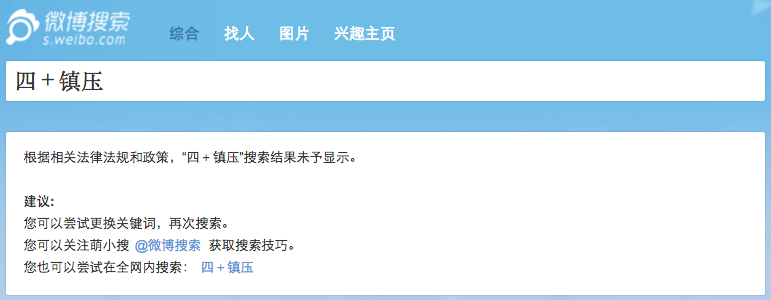 微博搜索
s.weibo.com
综合 找人 图片 兴趣主页
四＋镇压
根据相关法律法规和政策，“四＋镇压”搜索结果未予显示。
建议:
您可以尝试更换关键词，再次搜索。
您可以关注萌小搜 @微博搜索 获取搜索技巧。
您也可以尝试在全网内搜索： 四＋镇压